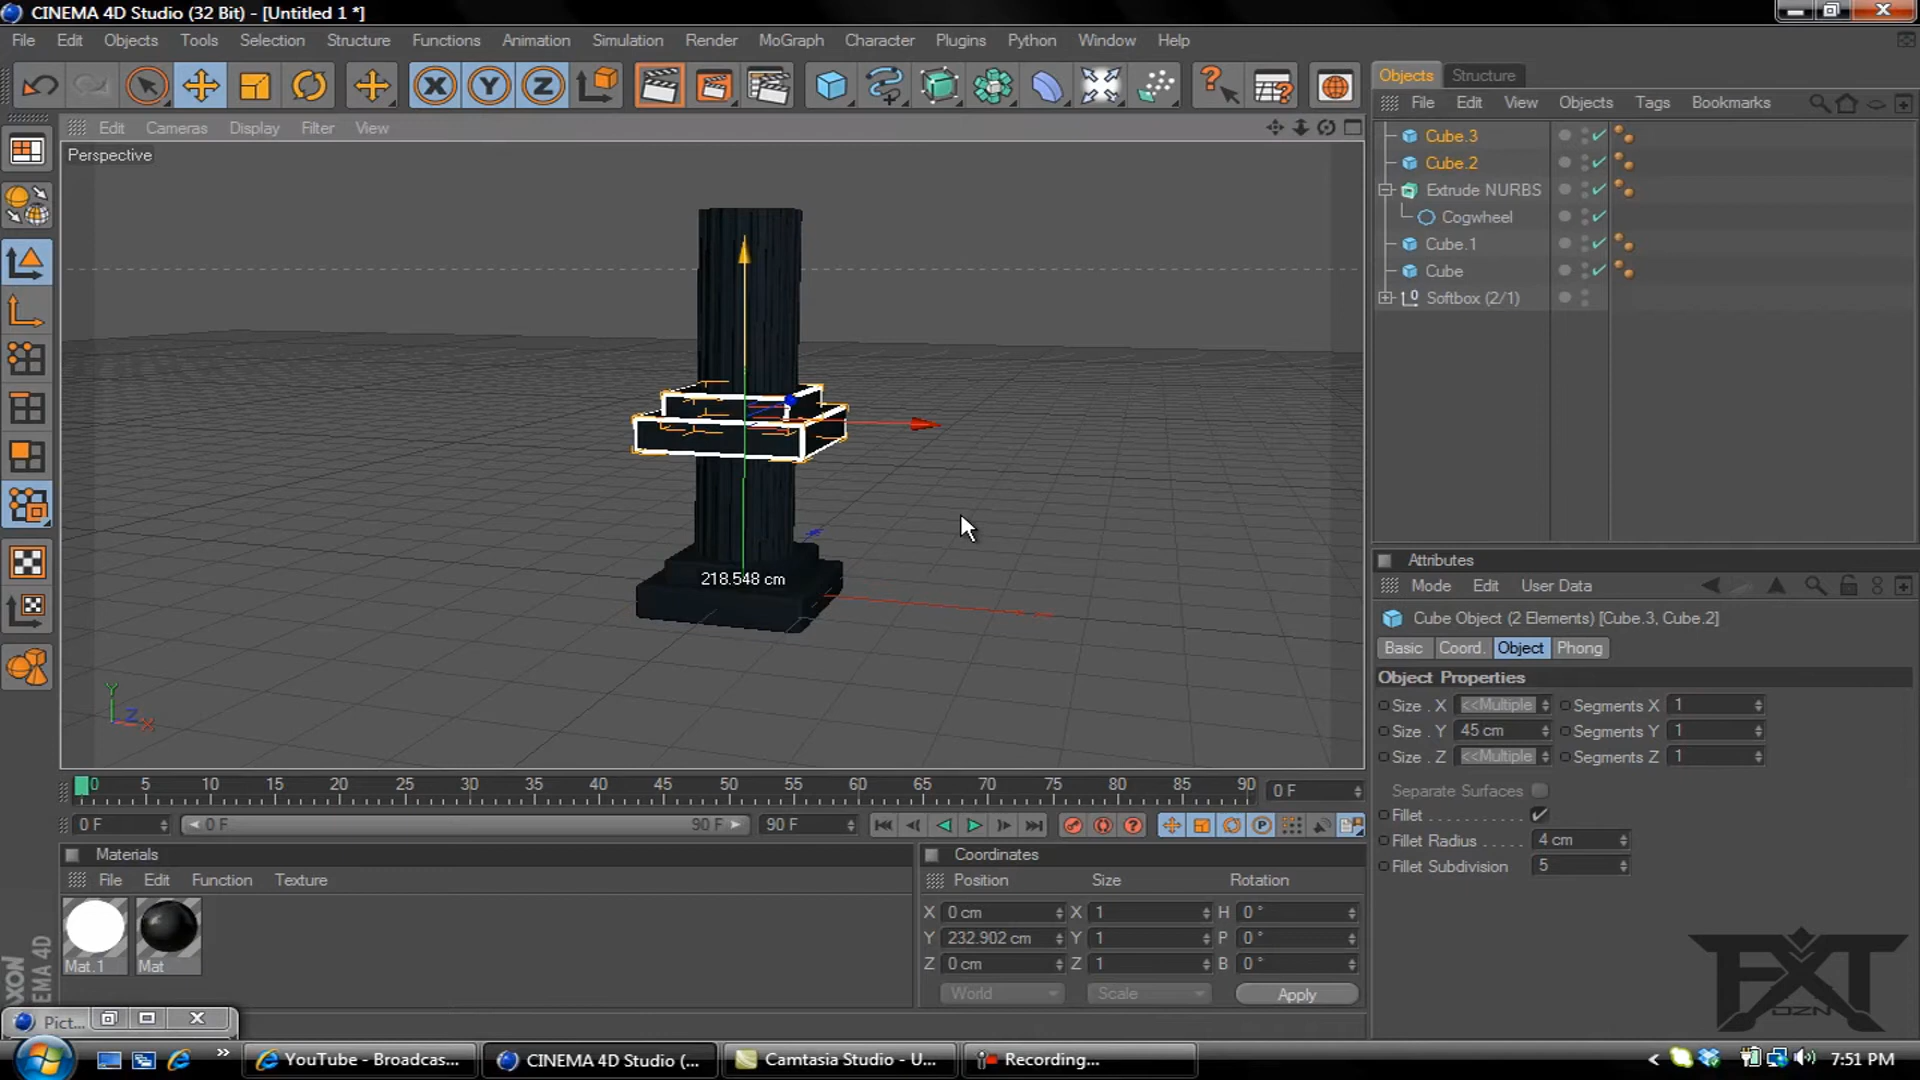 CINEMA 4D Studio (32 Bit) - [Untitled 1 *]
File Edit Objects Tools Selection Structure Functions Animation Simulation Render MoGraph Character Plugins Python Window Help
Objects Structure
File Edit View Objects Tags Bookmarks
Edit Cameras Display Filter View
Perspective
Cube.3
Cube.2
Extrude NURBS
Cogwheel
Cube.1
Cube
Softbox (2/1)
218.548 cm
Y
Z
X
Attributes
Mode Edit User Data
Cube Object (2 Elements) [Cube.3, Cube.2]
Basic Coord. Object Phong
Object Properties
Size . X <<Multiple Segments X 1
Size . Y 45 cm Segments Y 1
Size . Z <<Multiple Segments Z 1
Separate Surfaces
Fillet . . . . . . . . . . .
Fillet Radius . . . . . 4 cm
Fillet Subdivision 5
0 5 10 15 20 25 30 35 40 45 50 55 60 65 70 75 80 85 90 0 F
0 F 0 F 90 F 90 F
Materials
File Edit Function Texture
Mat.1 Mat
Coordinates
Position Size Rotation
X 0 cm X 1 H 0 °
Y 232.902 cm Y 1 P 0 °
Z 0 cm Z 1 B 0 °
World Scale Apply
FXT
DZN
Pict...
YouTube - Broadcas... CINEMA 4D Studio (... Camtasia Studio - U... Recording... 7:51 PM